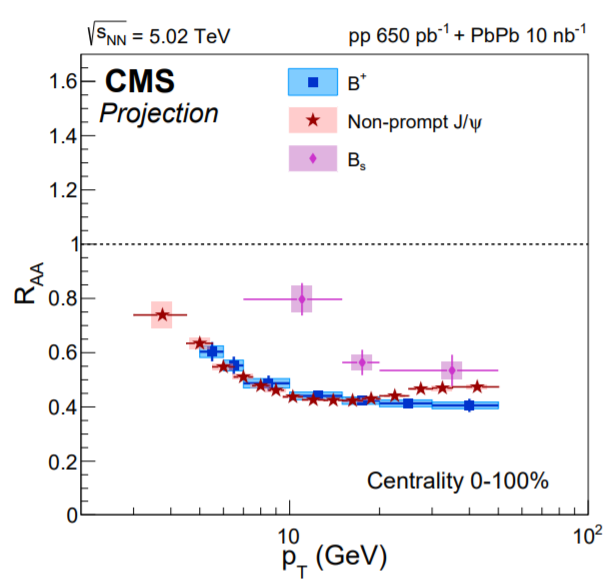 √s_NN = 5.02 TeV pp 650 pb⁻¹ + PbPb 10 nb⁻¹
CMS
Projection
B⁺
Non-prompt J/ψ
B_s
1.6
1.4
1.2
1
0.8
0.6
0.4
0.2
0
R_AA
Centrality 0-100%
10
10²
p_T (GeV)